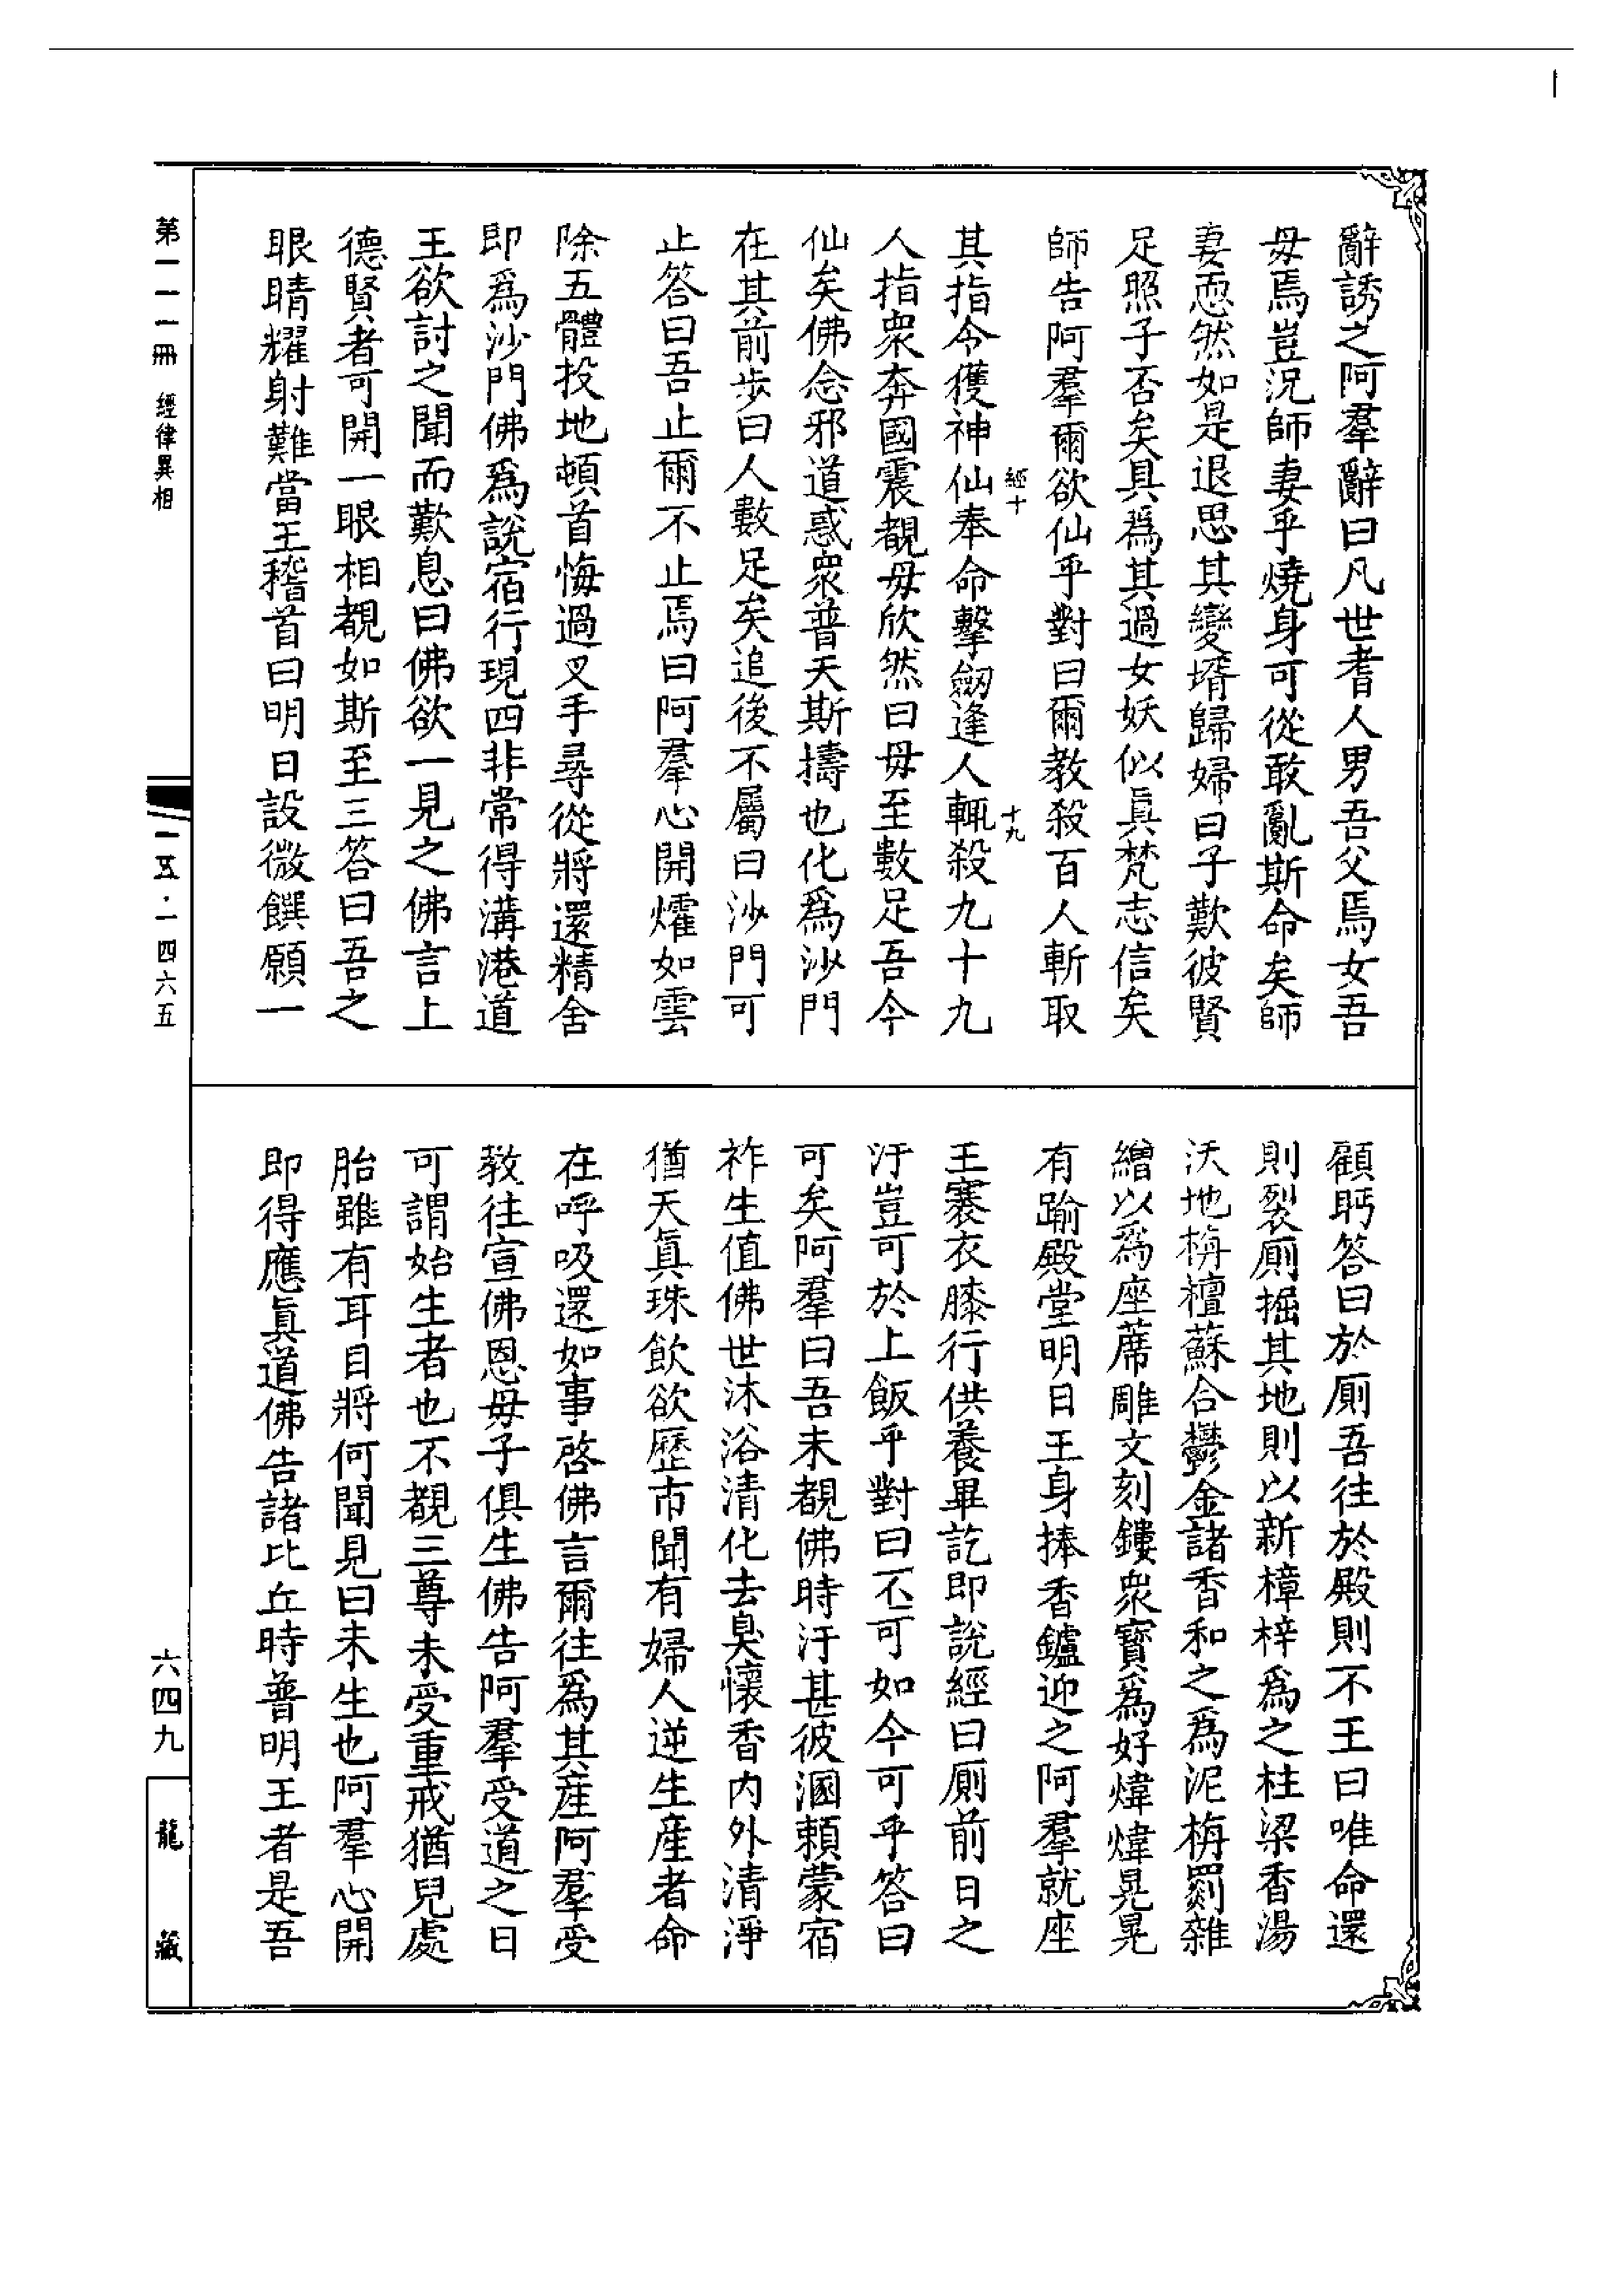 辭誘之阿羣辭曰凡世耆人男吾父焉女吾
母焉豈況師妻乎燒身可從敢亂斯命矣師
妻恧然如是退思其變壻歸婦曰子歎彼賢
足照子否矣具爲其過女妖似眞梵志信矣
師告阿羣爾欲仙乎對曰爾教殺百人斬取
經十 十九
其指今獲神仙奉命擊劒逢人輒殺九十九
人指衆奔國震覩母欣然曰母至數足吾今
仙矣佛念邪道惑衆普天斯擣也化爲沙門
在其前步曰人數足矣追後不屬曰沙門可
止答曰吾止爾不止焉曰阿羣心開燿如雲
除五體投地頓首悔過叉手尋從將還精舍
即爲沙門佛爲說宿行現四非常得溝港道
王欲討之聞而歎息曰佛欲一見之佛言上
德賢者可開一眼相覩如斯至三答曰吾之
眼睛耀射難當王稽首曰明日設微饌願一
顧眄答曰於廁吾往於殿則不王曰唯命還
則裂廁掘其地則以新樟梓爲之柱梁香湯
沃地栴檀蘇合鬱金諸香和之爲泥栴罽雜
繒以爲座蓆雕文刻鏤衆寶爲好煒煒晃晃
有踰殿堂明日王身捧香鑪迎之阿羣就座
王褰衣膝行供養畢訖即說經曰廁前日之
汙豈可於上飯乎對曰不可如今可乎答曰
可矣阿羣曰吾未覩佛時汙甚彼溷賴蒙宿
祚生值佛世沐浴清化去臭懷香內外清淨
猶天眞珠飲欲歷市聞有婦人逆生產者命
在呼吸還如事啓佛言爾往爲其產阿羣受
敎往宣佛恩母子俱生佛告阿羣受道之日
可謂始生者也不覩三尊未受重戒猶兒處
胎雖有耳目將何聞見曰未生也阿羣心開
即得應眞道佛告諸比丘時普明王者是吾
第一一一冊 經律異相
一五·一四六五
六四九
龍藏